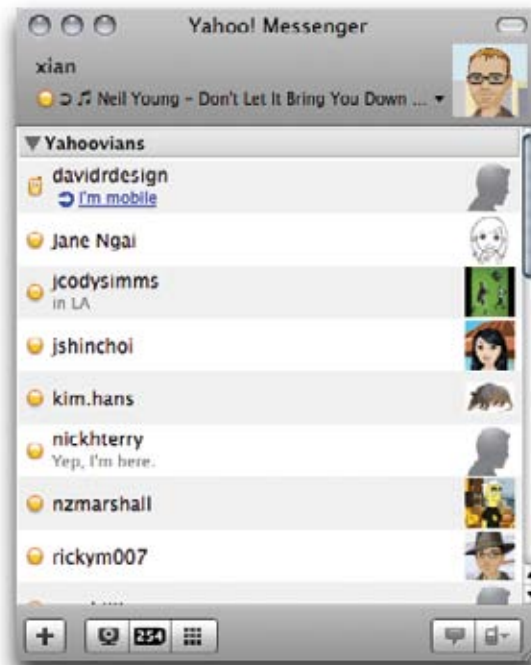 Yahoo! Messenger
xian
Neil Young – Don't Let It Bring You Down ...
Yahoovians
davidrdesign
I'm mobile
Jane Ngai
jcodysimms
in LA
jshinchoi
kim.hans
nickhterry
Yep, I'm here.
nzmarshall
rickym007